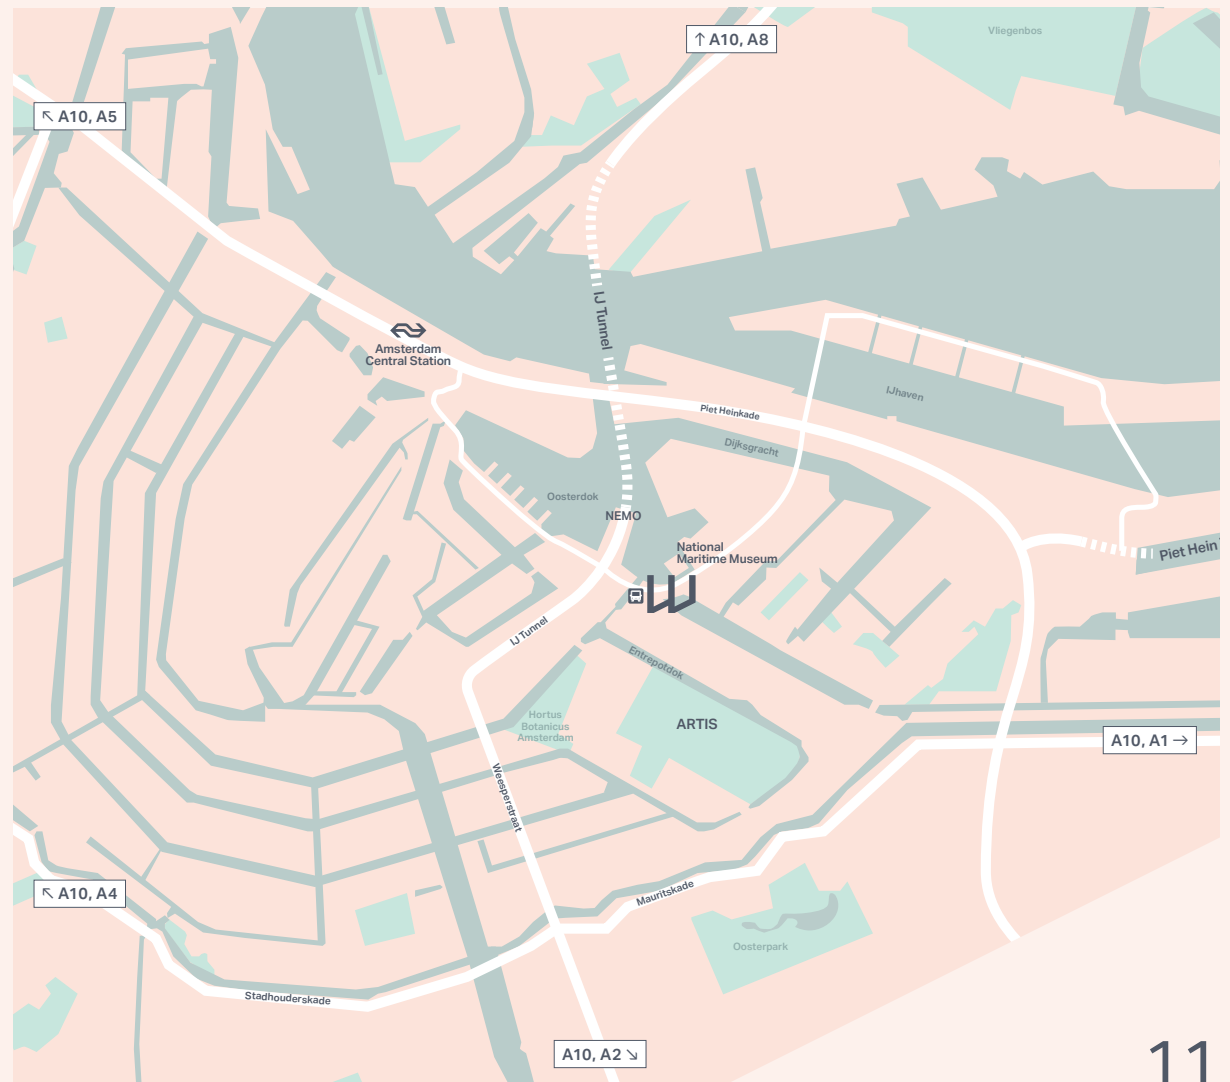 Vliegenbos
↑ A10, A8
↖ A10, A5
IJ Tunnel
Amsterdam
Central Station
IJhaven
Piet Heinkade
Dijksgracht
Oosterdok
NEMO
National
Maritime Museum
Piet Hein
IJ Tunnel
Entrepotdok
Hortus
Botanicus
Amsterdam
ARTIS
A10, A1 →
Weesperstraat
↖ A10, A4
Mauritskade
Oosterpark
Stadhouderskade
A10, A2 ↘
11